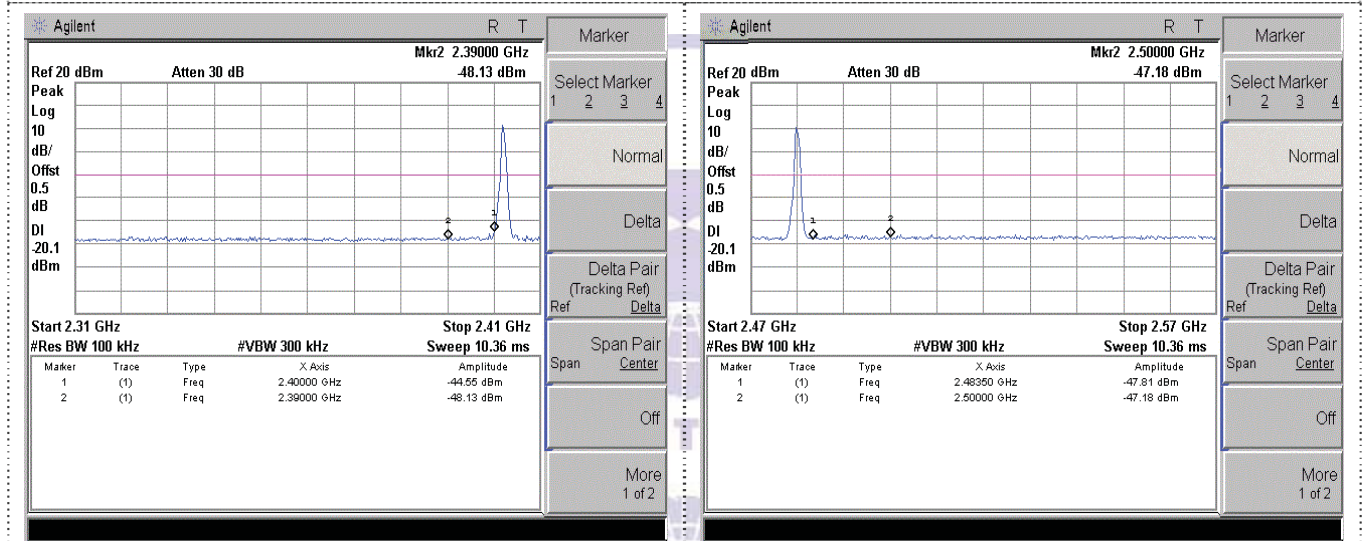 Agilent R T
Mkr2 2.39000 GHz
Ref 20 dBm Atten 30 dB -48.13 dBm
Peak
Log
10
dB/
Offst
0.5
dB
DI
-20.1
dBm
2
1
Start 2.31 GHz Stop 2.41 GHz
#Res BW 100 kHz #VBW 300 kHz Sweep 10.36 ms
Marker Trace Type X Axis Amplitude
1 (1) Freq 2.40000 GHz -44.55 dBm
2 (1) Freq 2.39000 GHz -48.13 dBm
Marker
Select Marker
1 2 3 4
Normal
Delta
Delta Pair
(Tracking Ref)
Ref Delta
Span Pair
Span Center
Off
More
1 of 2
Agilent R T
Mkr2 2.50000 GHz
Ref 20 dBm Atten 30 dB -47.18 dBm
Peak
Log
10
dB/
Offst
0.5
dB
DI
-20.1
dBm
1
2
Start 2.47 GHz Stop 2.57 GHz
#Res BW 100 kHz #VBW 300 kHz Sweep 10.36 ms
Marker Trace Type X Axis Amplitude
1 (1) Freq 2.48350 GHz -47.81 dBm
2 (1) Freq 2.50000 GHz -47.18 dBm
Marker
Select Marker
1 2 3 4
Normal
Delta
Delta Pair
(Tracking Ref)
Ref Delta
Span Pair
Span Center
Off
More
1 of 2